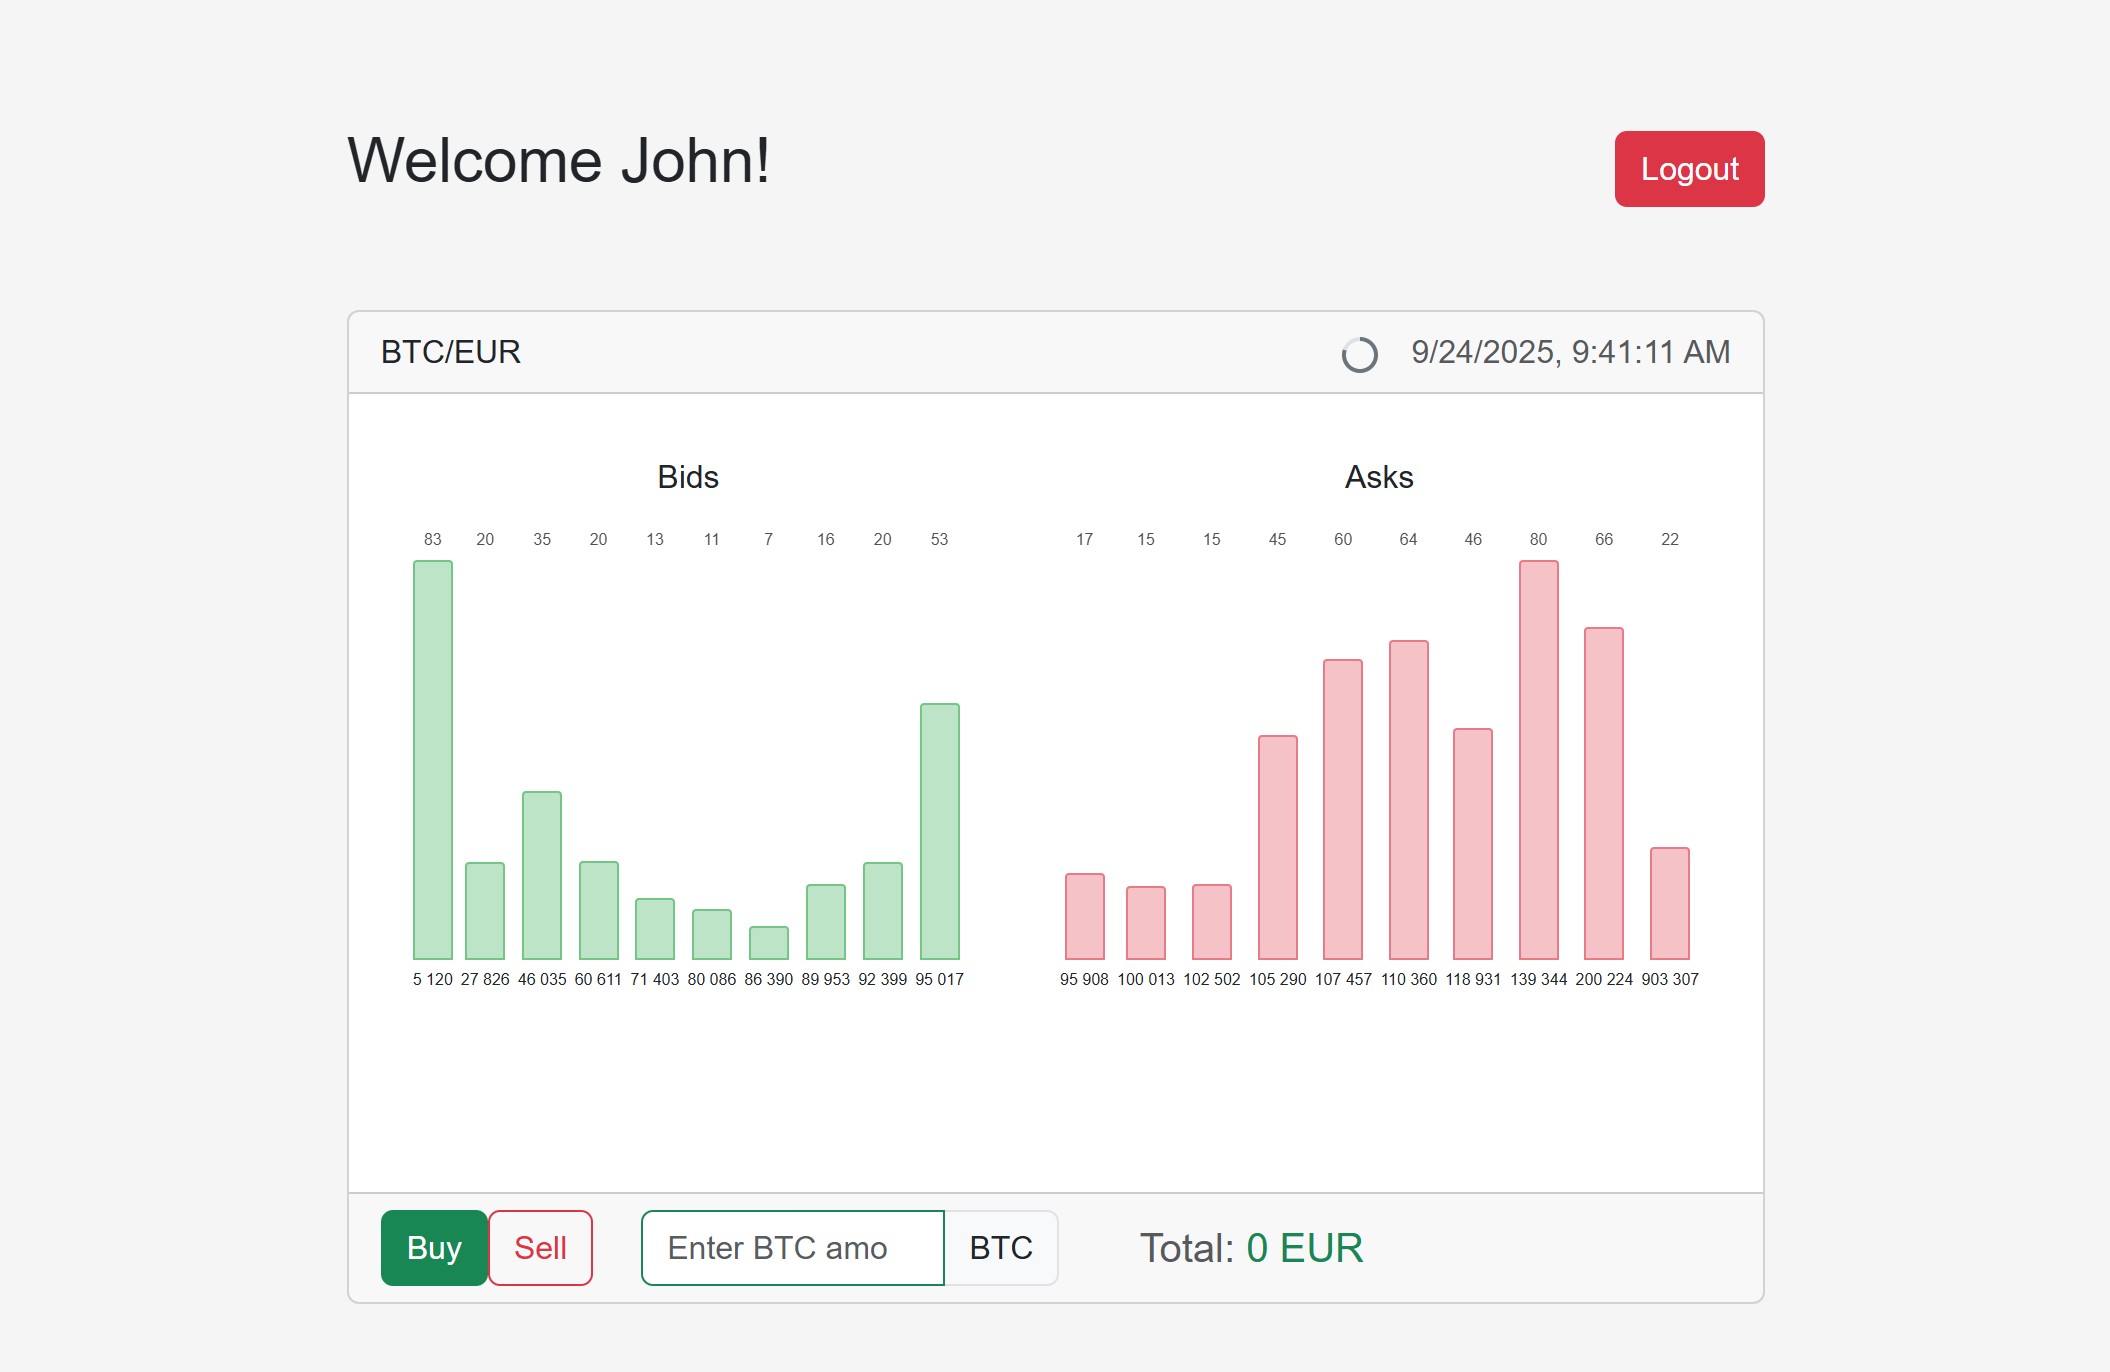 Welcome John!
Logout
BTC/EUR
9/24/2025, 9:41:11 AM
Bids
83 20 35 20 13 11 7 16 20 53
5 120 27 826 46 035 60 611 71 403 80 086 86 390 89 953 92 399 95 017
Asks
17 15 15 45 60 64 46 80 66 22
95 908 100 013 102 502 105 290 107 457 110 360 118 931 139 344 200 224 903 307
Buy Sell Enter BTC amo BTC Total: 0 EUR